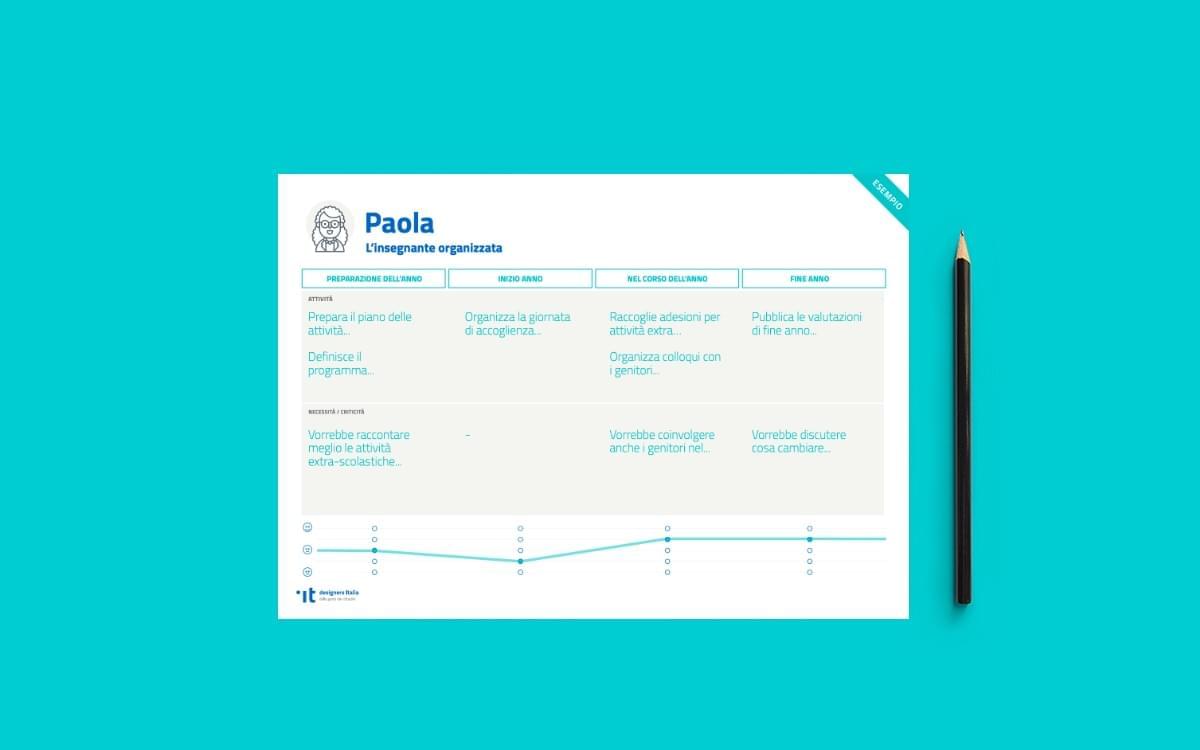 ESEMPIO
Paola
L'insegnante organizzata
PREPARAZIONE DELL'ANNO
INIZIO ANNO
NEL CORSO DELL'ANNO
FINE ANNO
ATTIVITÀ
Prepara il piano delle
attività...
Definisce il
programma...
Organizza la giornata
di accoglienza...
Raccoglie adesioni per
attività extra...
Organizza colloqui con
i genitori...
Pubblica le valutazioni
di fine anno...
NECESSITÀ / CRITICITÀ
Vorrebbe raccontare
meglio le attività
extra-scolastiche...
-
Vorrebbe coinvolgere
anche i genitori nel...
Vorrebbe discutere
cosa cambiare...
it
designers Italia